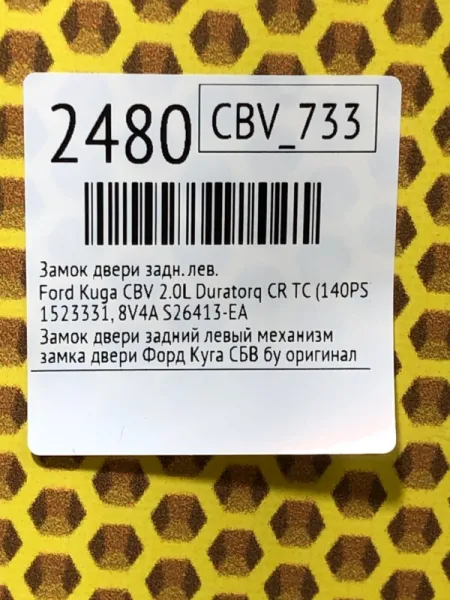 2480
CBV_733
Замок двери задн.лев.
Ford Kuga CBV 2.0L Duratorq CR TC (140PS
1523331, 8V4A S26413-EA
Замок двери задний левый механизм
замка двери Форд Куга СБВ бу оригинал